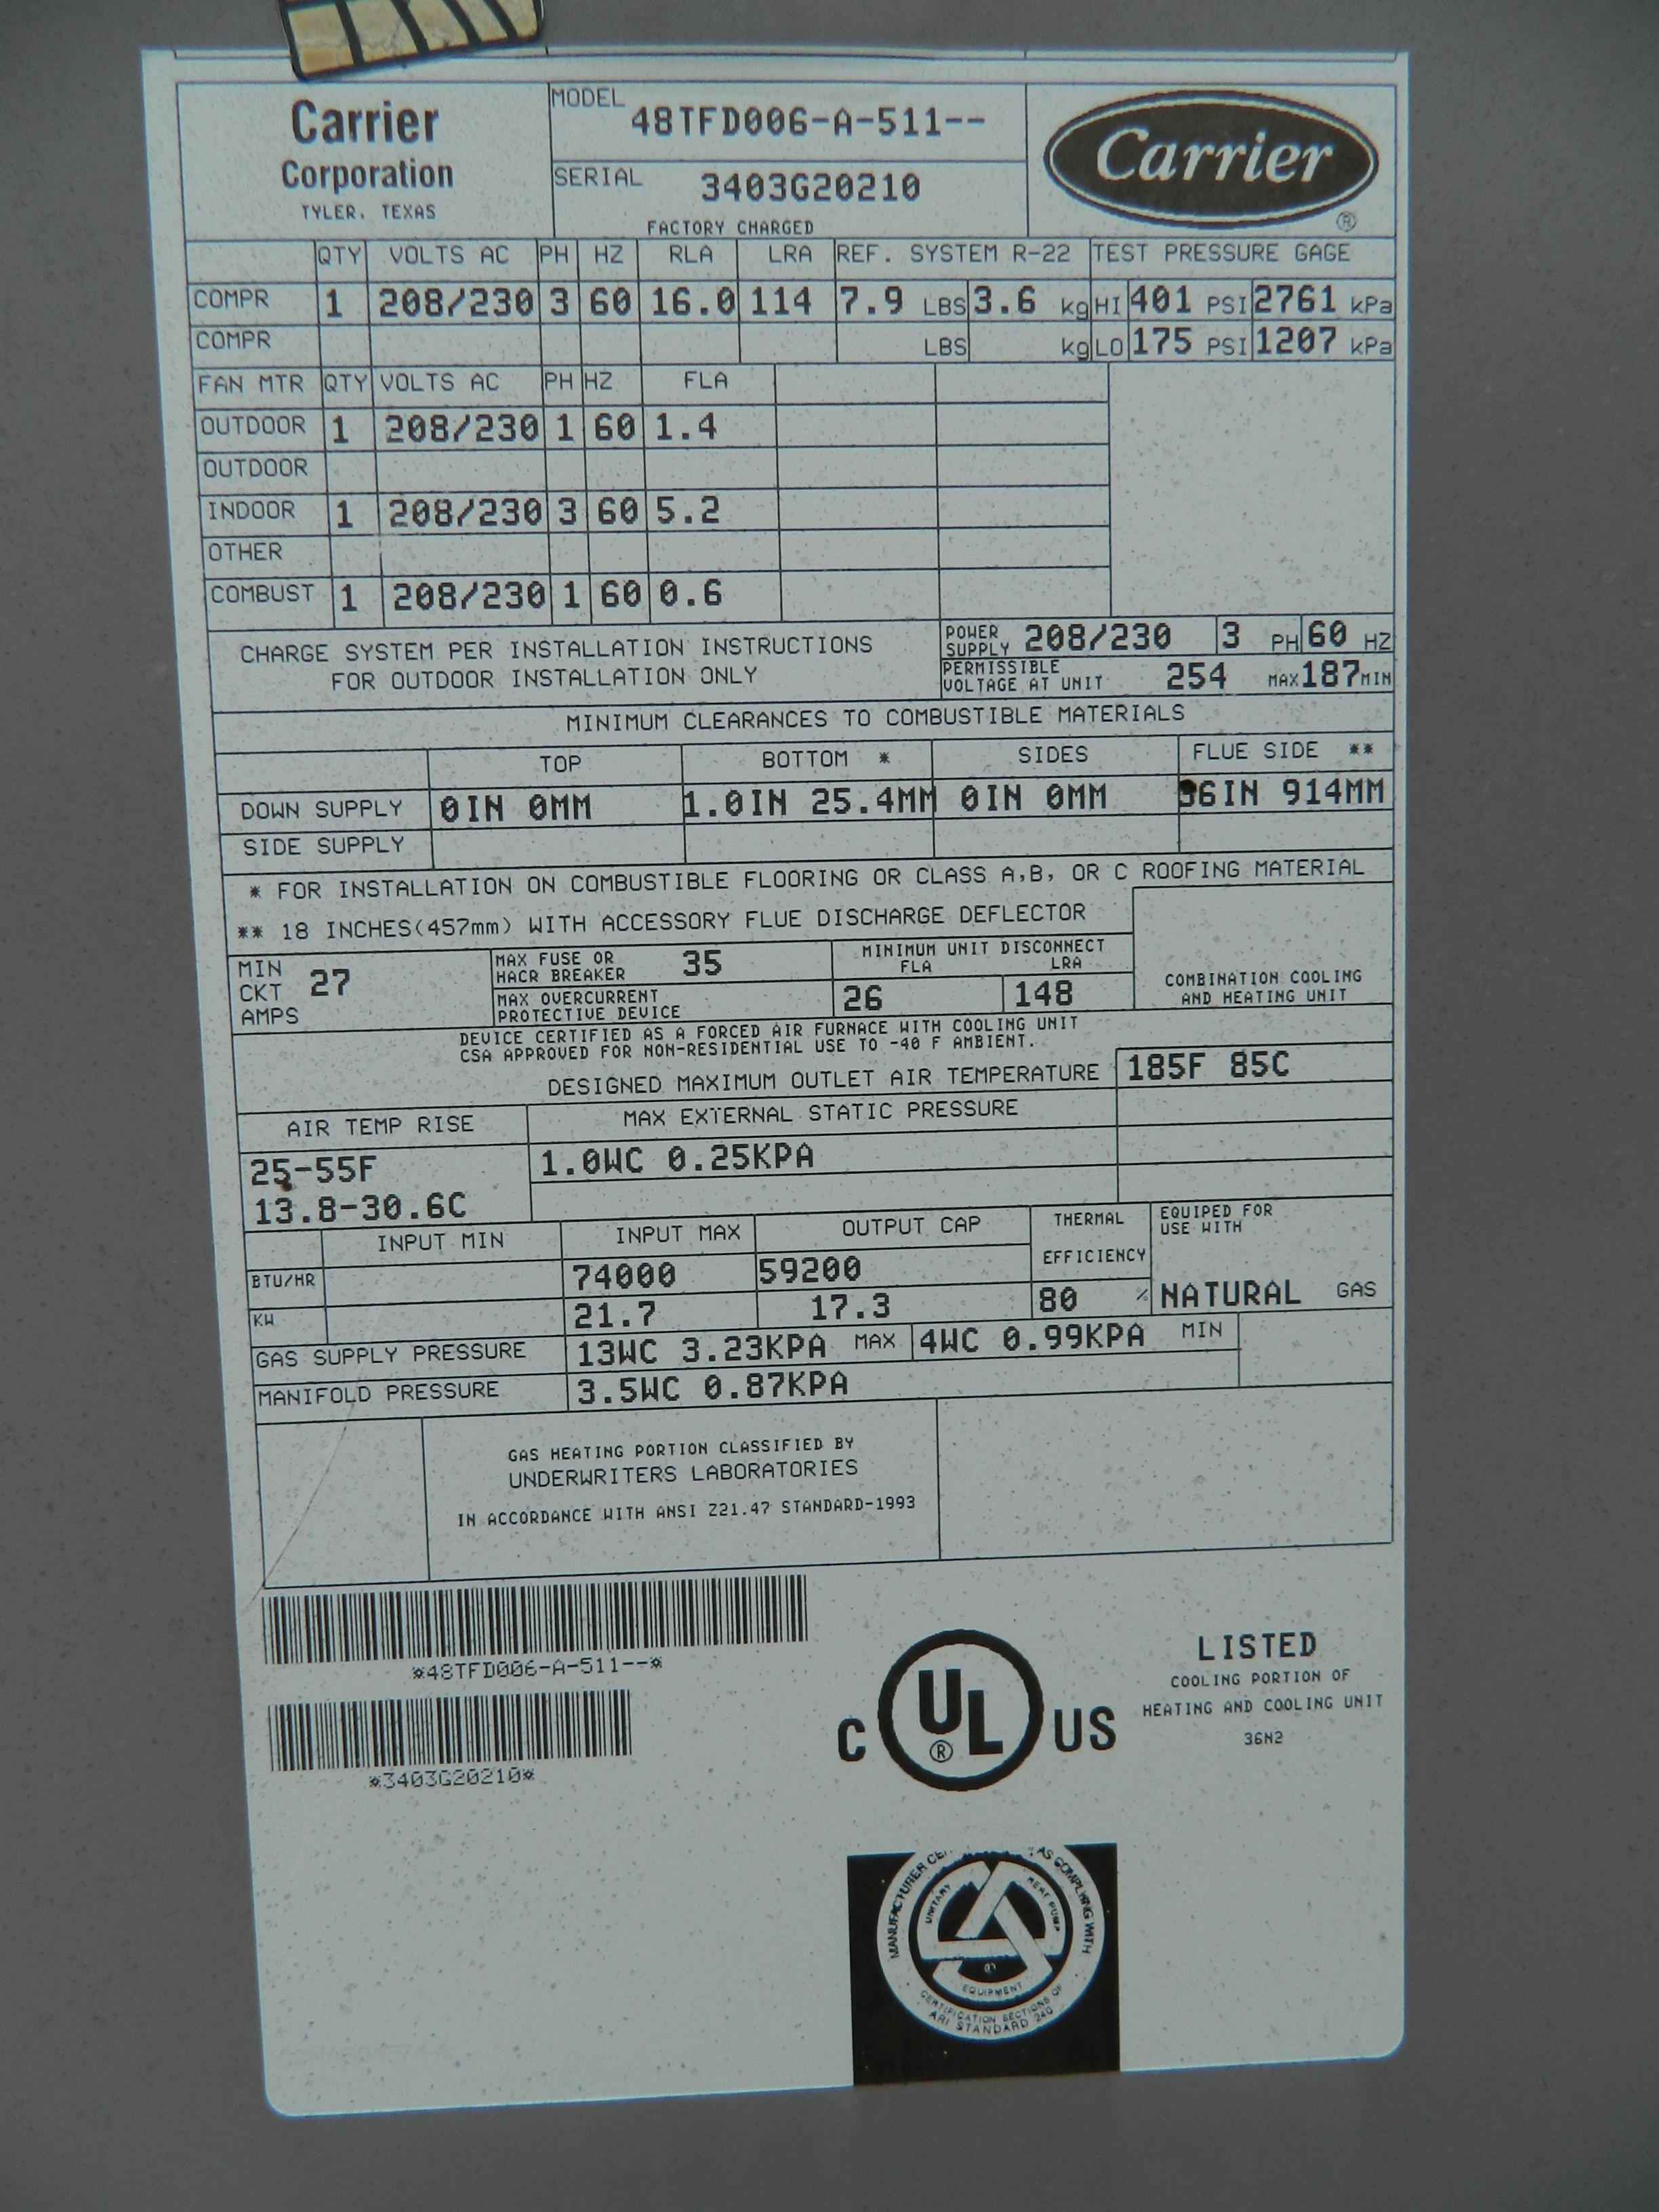 Carrier
Corporation
TYLER, TEXAS
MODEL 48TFD006-A-511--
SERIAL 3403G20210
FACTORY CHARGED
Carrier ®
QTY VOLTS AC PH HZ RLA LRA REF. SYSTEM R-22 TEST PRESSURE GAGE
COMPR 1 208/230 3 60 16.0 114 7.9 LBS 3.6 kg HI 401 PSI 2761 kPa
COMPR LBS kg LO 175 PSI 1207 kPa
FAN MTR QTY VOLTS AC PH HZ FLA
OUTDOOR 1 208/230 1 60 1.4
OUTDOOR
INDOOR 1 208/230 3 60 5.2
OTHER
COMBUST 1 208/230 1 60 0.6
CHARGE SYSTEM PER INSTALLATION INSTRUCTIONS
FOR OUTDOOR INSTALLATION ONLY
POWER SUPPLY 208/230 3 PH 60 HZ
PERMISSIBLE VOLTAGE AT UNIT 254 MAX 187 MIN
MINIMUM CLEARANCES TO COMBUSTIBLE MATERIALS
TOP BOTTOM * SIDES FLUE SIDE **
DOWN SUPPLY 0IN 0MM 1.0IN 25.4MM 0IN 0MM 36IN 914MM
SIDE SUPPLY
* FOR INSTALLATION ON COMBUSTIBLE FLOORING OR CLASS A,B, OR C ROOFING MATERIAL
** 18 INCHES(457mm) WITH ACCESSORY FLUE DISCHARGE DEFLECTOR
MIN CKT AMPS 27
MAX FUSE OR HACR BREAKER 35
MAX OVERCURRENT PROTECTIVE DEVICE
MINIMUM UNIT DISCONNECT
FLA LRA
26 148
COMBINATION COOLING
AND HEATING UNIT
DEVICE CERTIFIED AS A FORCED AIR FURNACE WITH COOLING UNIT
CSA APPROVED FOR NON-RESIDENTIAL USE TO -40 F AMBIENT.
DESIGNED MAXIMUM OUTLET AIR TEMPERATURE 185F 85C
AIR TEMP RISE MAX EXTERNAL STATIC PRESSURE
25-55F 1.0WC 0.25KPA
13.8-30.6C
INPUT MIN INPUT MAX OUTPUT CAP THERMAL EFFICIENCY EQUIPED FOR USE WITH
BTU/HR 74000 59200
KW 21.7 17.3 80 % NATURAL GAS
GAS SUPPLY PRESSURE 13WC 3.23KPA MAX 4WC 0.99KPA MIN
MANIFOLD PRESSURE 3.5WC 0.87KPA
GAS HEATING PORTION CLASSIFIED BY
UNDERWRITERS LABORATORIES
IN ACCORDANCE WITH ANSI Z21.47 STANDARD-1993
*48TFD006-A-511--*
*3403G20210*
C UL ® US
LISTED
COOLING PORTION OF
HEATING AND COOLING UNIT
36N2
MANUFACTURER AS COMPLYING WITH
UNITARY HEAT PUMP
EQUIPMENT
CERTIFICATION SECTIONS OF
ARI STANDARD 240